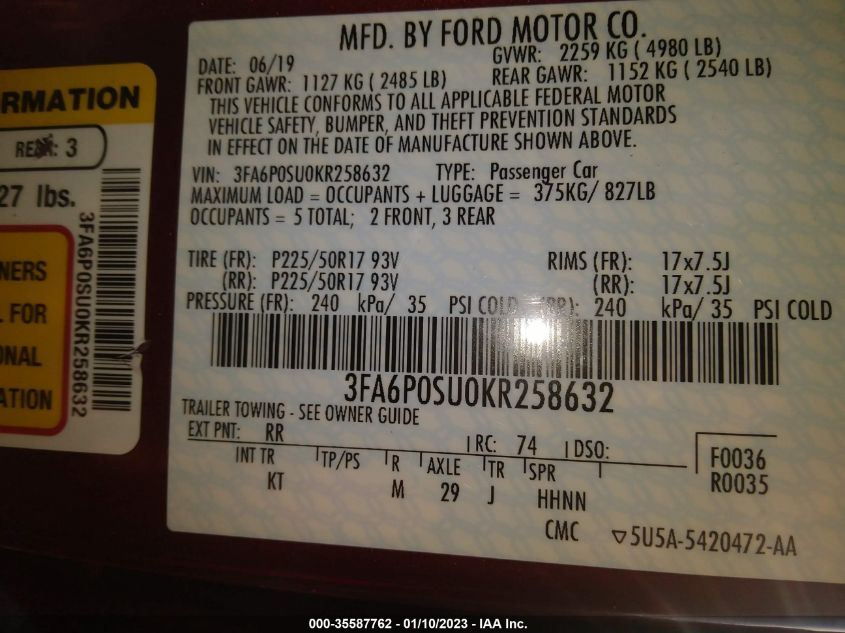 RMATION
REAR: 3
27 lbs.
NERS
L FOR
ONAL
ATION
3FA6P0SU0KR258632
MFD. BY FORD MOTOR CO.
DATE: 06/19 GVWR: 2259 KG ( 4980 LB)
FRONT GAWR: 1127 KG ( 2485 LB) REAR GAWR: 1152 KG ( 2540 LB)
THIS VEHICLE CONFORMS TO ALL APPLICABLE FEDERAL MOTOR
VEHICLE SAFETY, BUMPER, AND THEFT PREVENTION STANDARDS
IN EFFECT ON THE DATE OF MANUFACTURE SHOWN ABOVE.
VIN: 3FA6P0SU0KR258632 TYPE: Passenger Car
MAXIMUM LOAD = OCCUPANTS + LUGGAGE = 375KG/ 827LB
OCCUPANTS = 5 TOTAL; 2 FRONT, 3 REAR
TIRE (FR): P225/50R17 93V RIMS (FR): 17x7.5J
(RR): P225/50R17 93V (RR): 17x7.5J
PRESSURE (FR): 240 kPa/ 35 PSI COLD (RR): 240 kPa/ 35 PSI COLD
3FA6P0SU0KR258632
TRAILER TOWING - SEE OWNER GUIDE
EXT PNT: RR RC: 74 DSO:
INT TR TP/PS R AXLE TR SPR F0036
KT M 29 J HHNN R0035
CMC ▽5U5A-5420472-AA
000-35587762 - 01/10/2023 - IAA Inc.